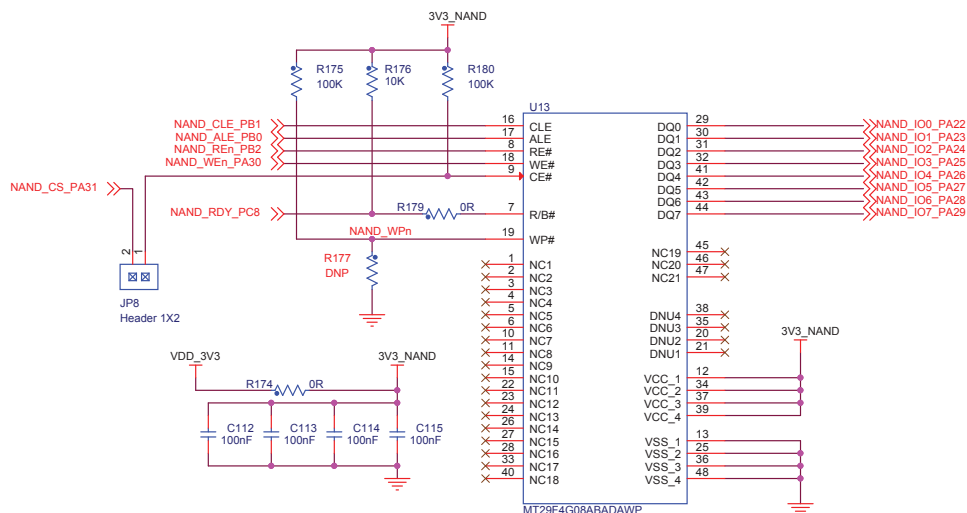 3V3_NAND
R175
100K
R176
10K
R180
100K
U13
NAND_CLE_PB1
16
CLE
NAND_ALE_PB0
17
ALE
NAND_REn_PB2
8
RE#
NAND_WEn_PA30
18
WE#
9
CE#
NAND_CS_PA31
NAND_RDY_PC8
R179
0R
7
R/B#
NAND_WPn
19
WP#
R177
DNP
2
1
JP8
Header 1X2
1
NC1
2
NC2
3
NC3
4
NC4
5
NC5
6
NC6
10
NC7
11
NC8
14
NC9
15
NC10
22
NC11
23
NC12
24
NC13
26
NC14
27
NC15
28
NC16
33
NC17
40
NC18
DQ0
29
NAND_IO0_PA22
DQ1
30
NAND_IO1_PA23
DQ2
31
NAND_IO2_PA24
DQ3
32
NAND_IO3_PA25
DQ4
41
NAND_IO4_PA26
DQ5
42
NAND_IO5_PA27
DQ6
43
NAND_IO6_PA28
DQ7
44
NAND_IO7_PA29
NC19
45
NC20
46
NC21
47
DNU4
38
DNU3
35
DNU2
20
DNU1
21
3V3_NAND
VCC_1
12
VCC_2
34
VCC_3
37
VCC_4
39
VSS_1
13
VSS_2
25
VSS_3
36
VSS_4
48
MT29F4G08ABADAWP
VDD_3V3
3V3_NAND
R174
0R
C112
100nF
C113
100nF
C114
100nF
C115
100nF